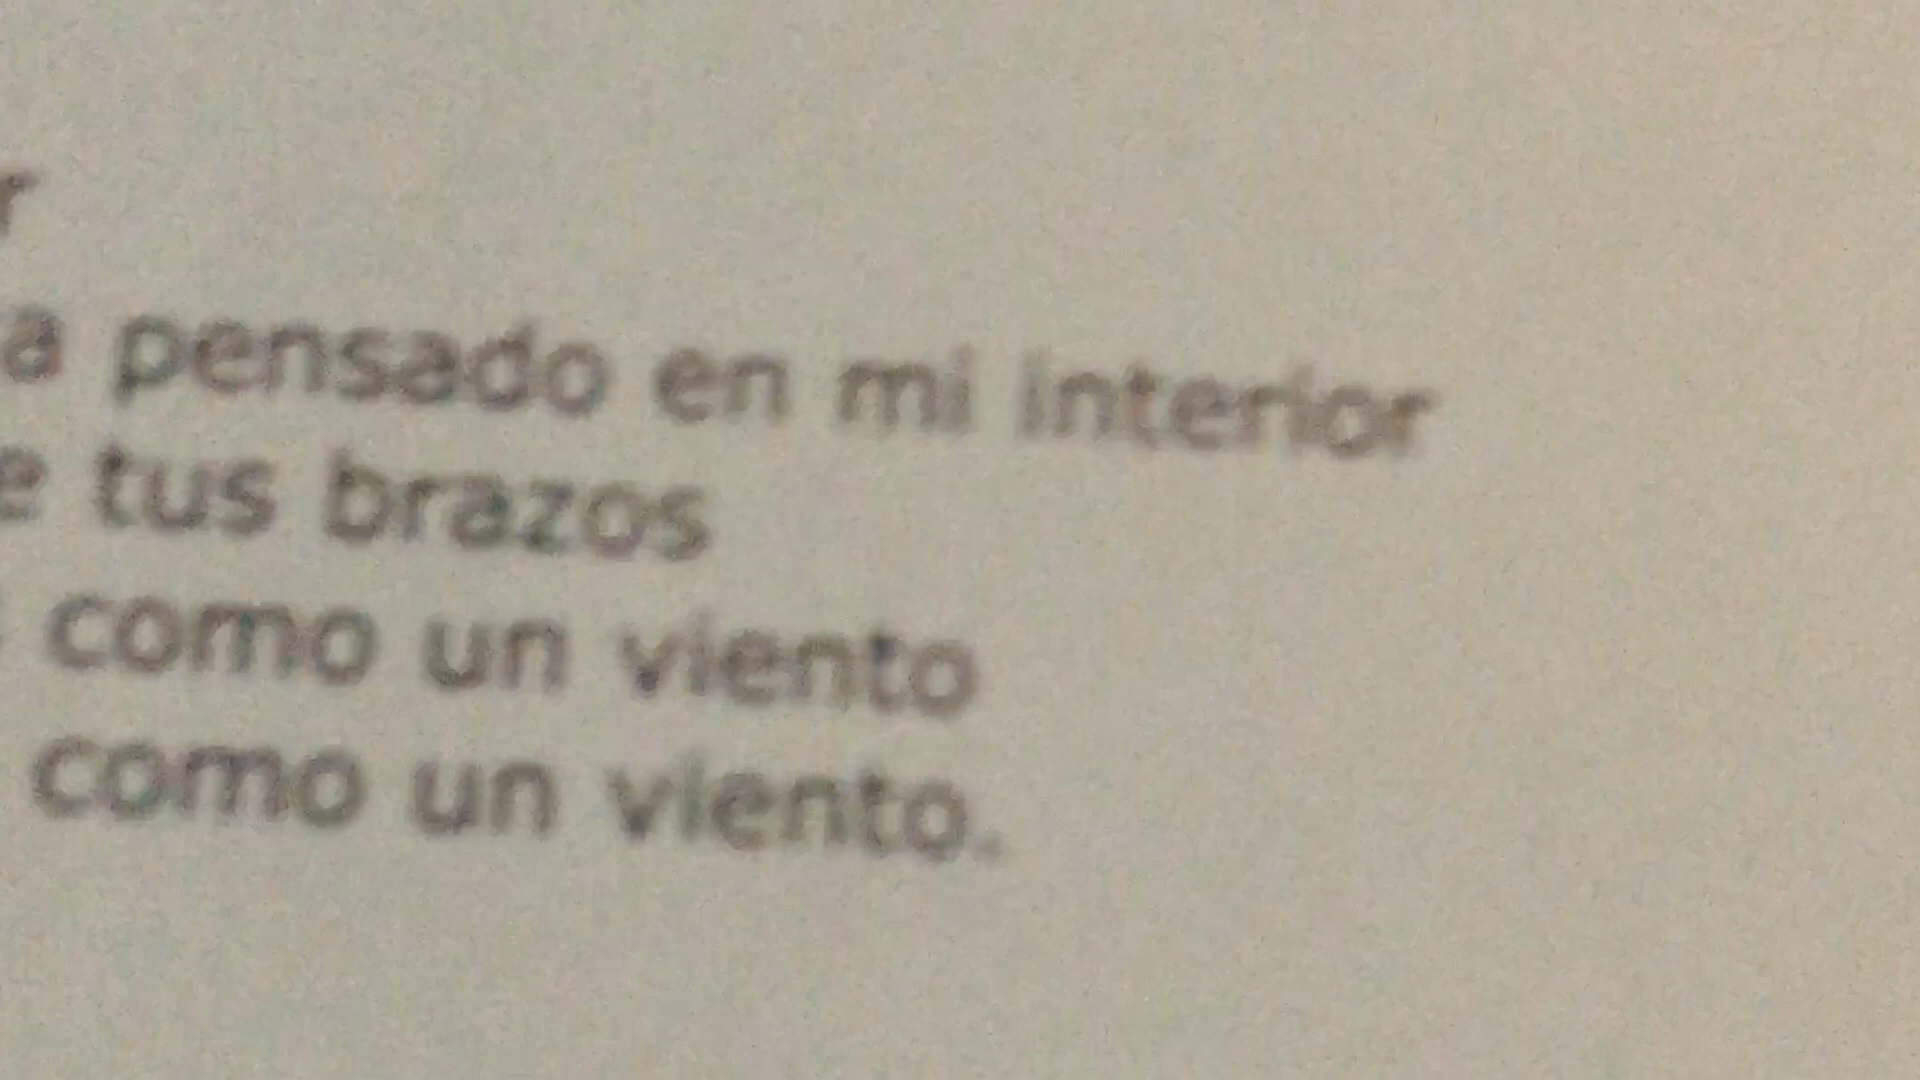 r
a pensado en mi interior
e tus brazos
como un viento
como un viento.